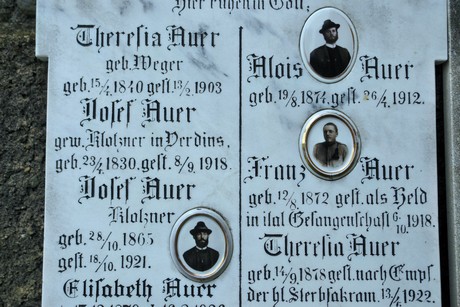 Hier ruhen in Gott,
Theresia Auer
geb. Weger
geb. 15/4. 1840 gest. 13/2. 1903
Josef Auer
gew. Klotzner in Verdins,
geb. 23/4. 1830. gest. 8/9. 1918.
Josef Auer
Klotzner
geb. 28/10. 1865
gest. 18/10. 1921.
Elisabeth Auer
Alois Auer
geb. 19/8. 1874. gest. 26/4. 1912.
Franz Auer
geb. 12/8. 1872 gest. als Held
in ital Gefangenschaft 6/10. 1918.
Theresia Auer
geb. 14/9. 1878 gest. nach Empf.
der hl. Sterbsakram. 13/4. 1922.